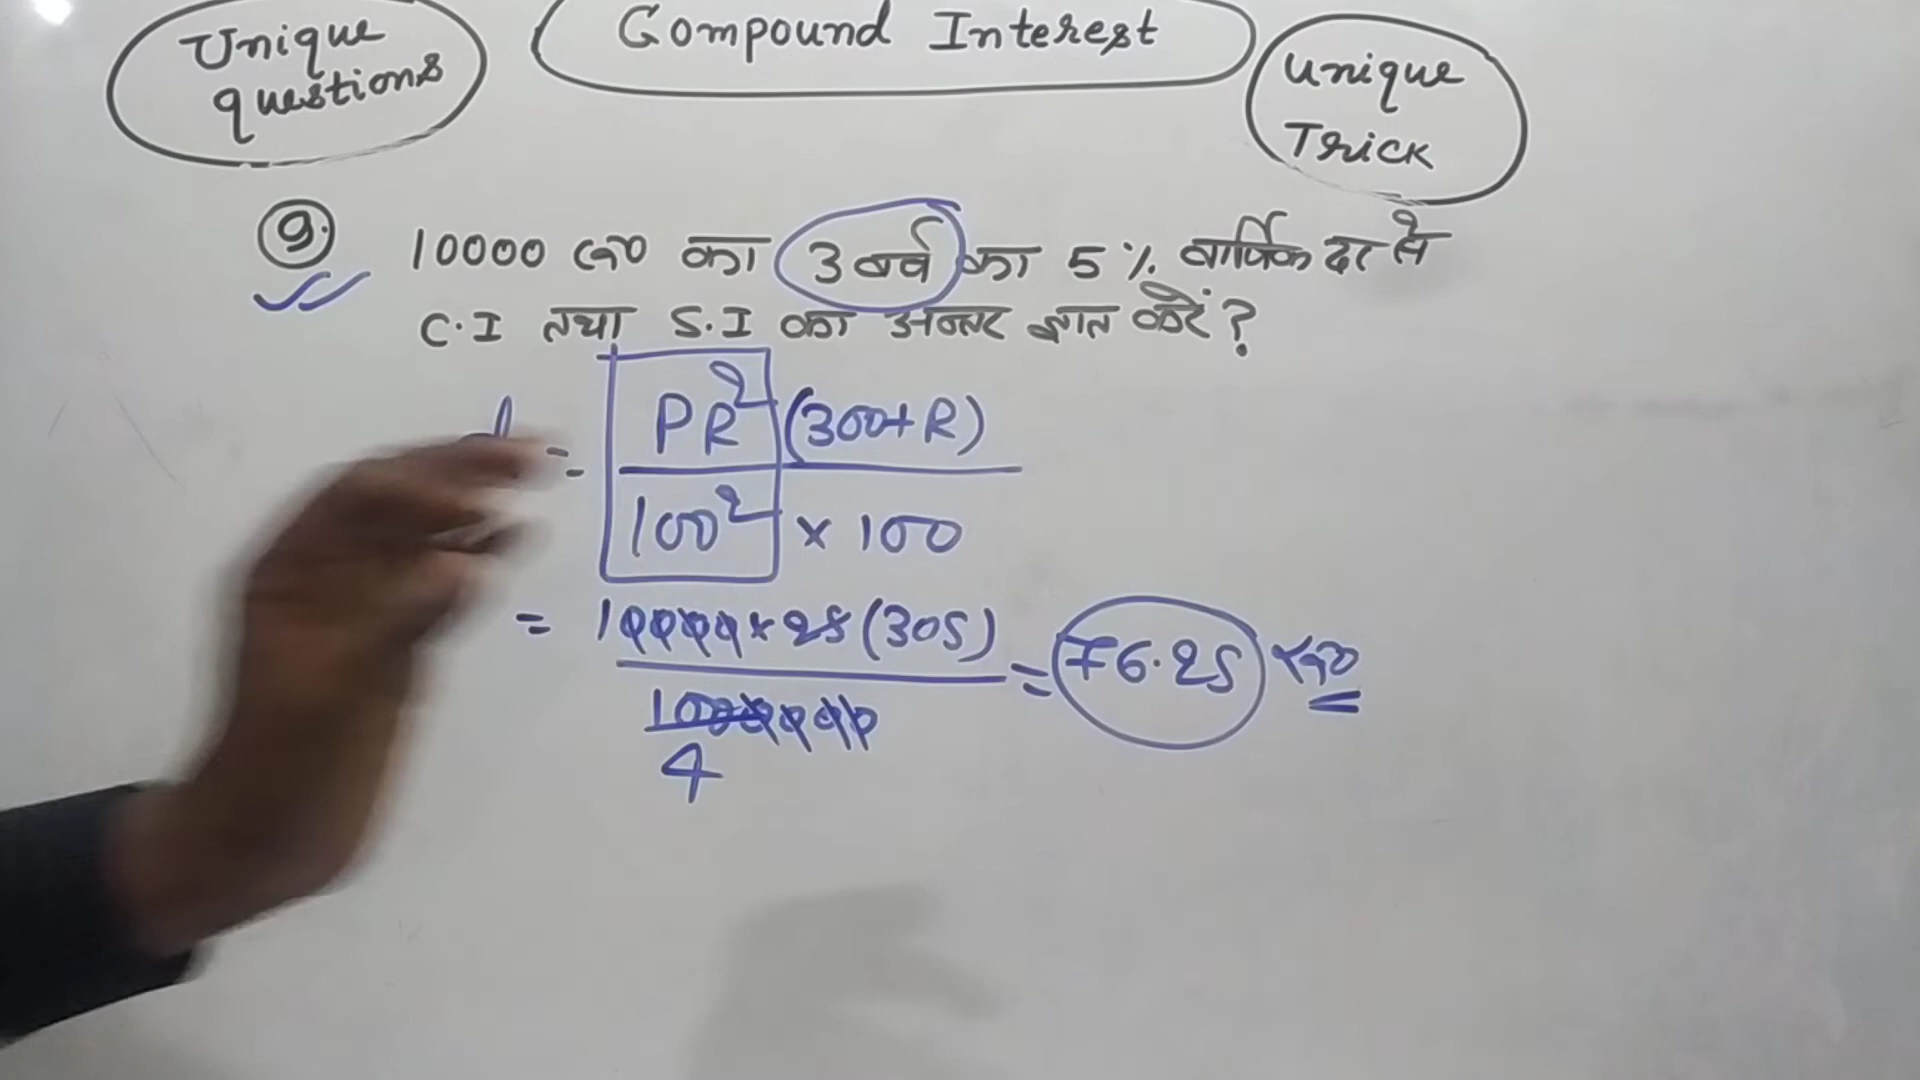 Unique
questions
Compound Interest
Unique
Trick
9.
10000 रु० का 3 वर्ष का 5 %. वार्षिक दर से
C.I तथा S.I का अन्तर ज्ञात करें ?
d = PR² (300+R)
100² × 100
= 10000 × 25 (305) = 76.25 रु०
1000000
4